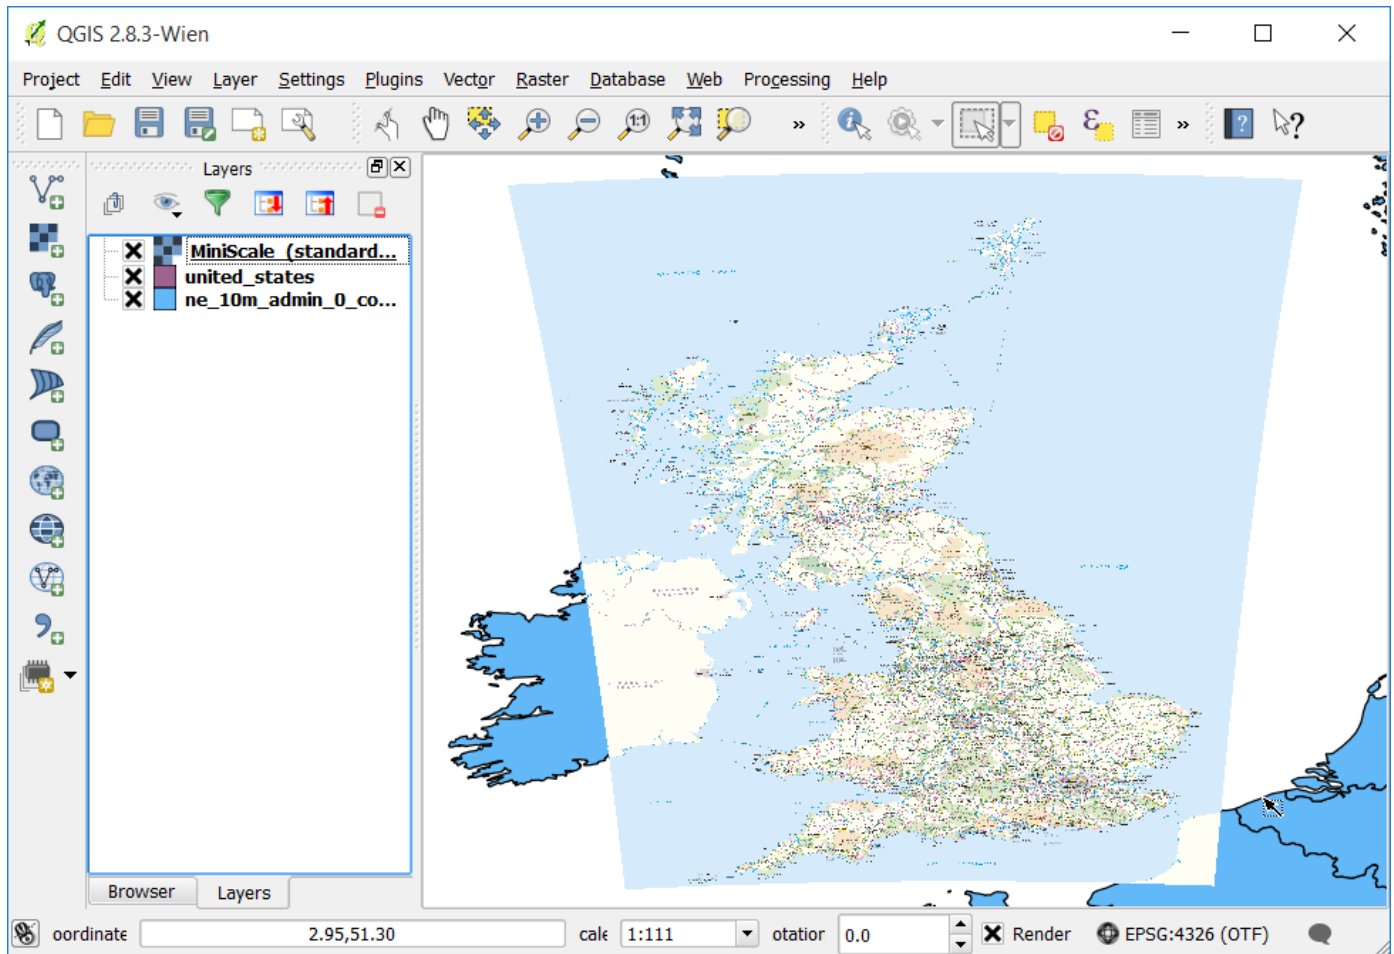 QGIS 2.8.3-Wien
Project Edit View Layer Settings Plugins Vector Raster Database Web Processing Help
Layers
MiniScale_(standard...
united_states
ne_10m_admin_0_co...
Browser Layers
oordinate 2.95,51.30 cale 1:111 otation 0.0 Render EPSG:4326 (OTF)